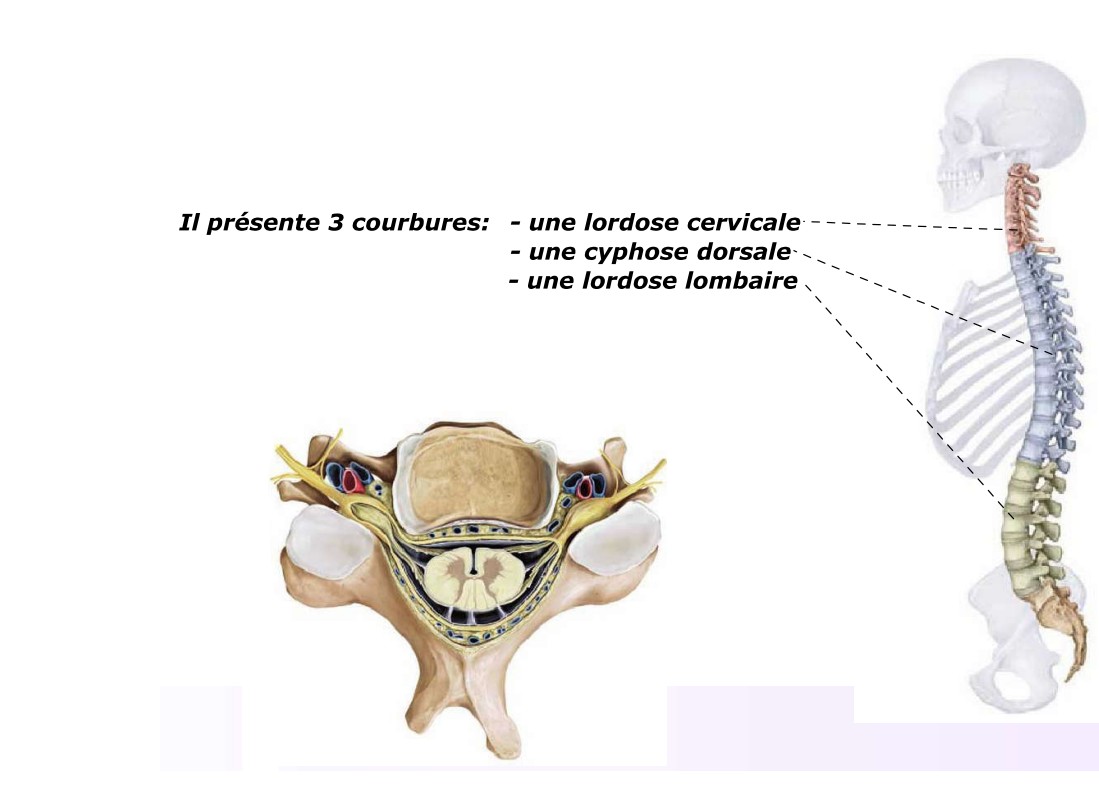 Il présente 3 courbures: - une lordose cervicale
- une cyphose dorsale
- une lordose lombaire